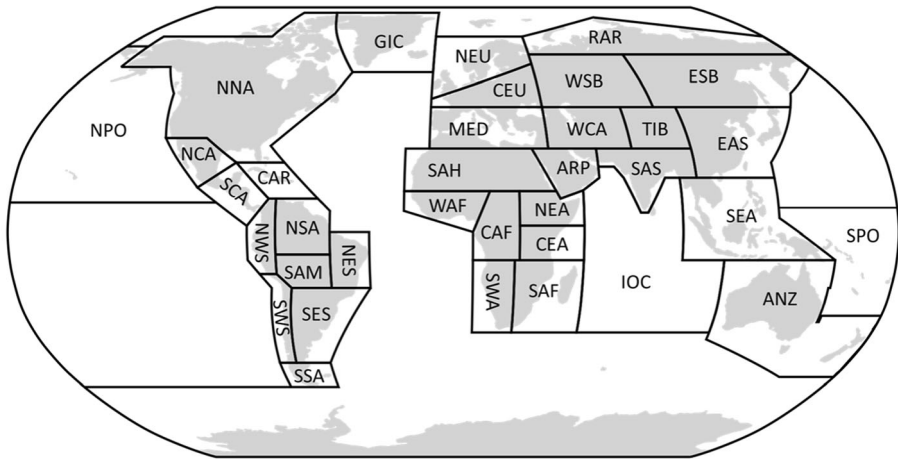 GIC
RAR
NEU
WSB
ESB
NNA
CEU
NPO
MED
WCA
TIB
EAS
NCA
SCA
CAR
SAH
ARP
SAS
WAF
NEA
SEA
NWS
NSA
CAF
CEA
SPO
NES
SAM
SWA
SAF
IOC
ANZ
SWS
SES
SSA